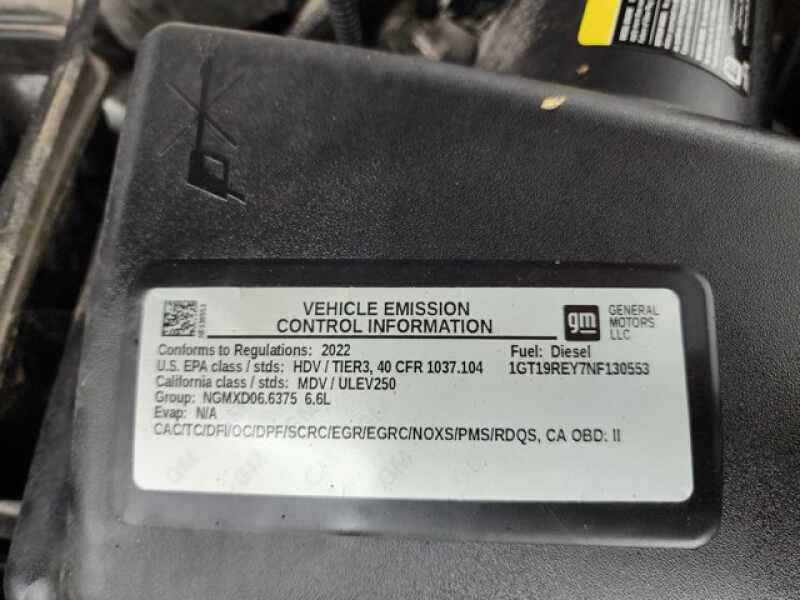 VEHICLE EMISSION
CONTROL INFORMATION
gm
GENERAL
MOTORS
LLC
Conforms to Regulations: 2022
Fuel: Diesel
U.S. EPA class / stds: HDV / TIER3, 40 CFR 1037.104
1GT19REY7NF130553
California class / stds: MDV / ULEV250
Group: NGMXD06.6375 6.6L
Evap: N/A
CAC/TC/DFI/OC/DPF/SCRC/EGR/EGRC/NOXS/PMS/RDQS, CA OBD: II